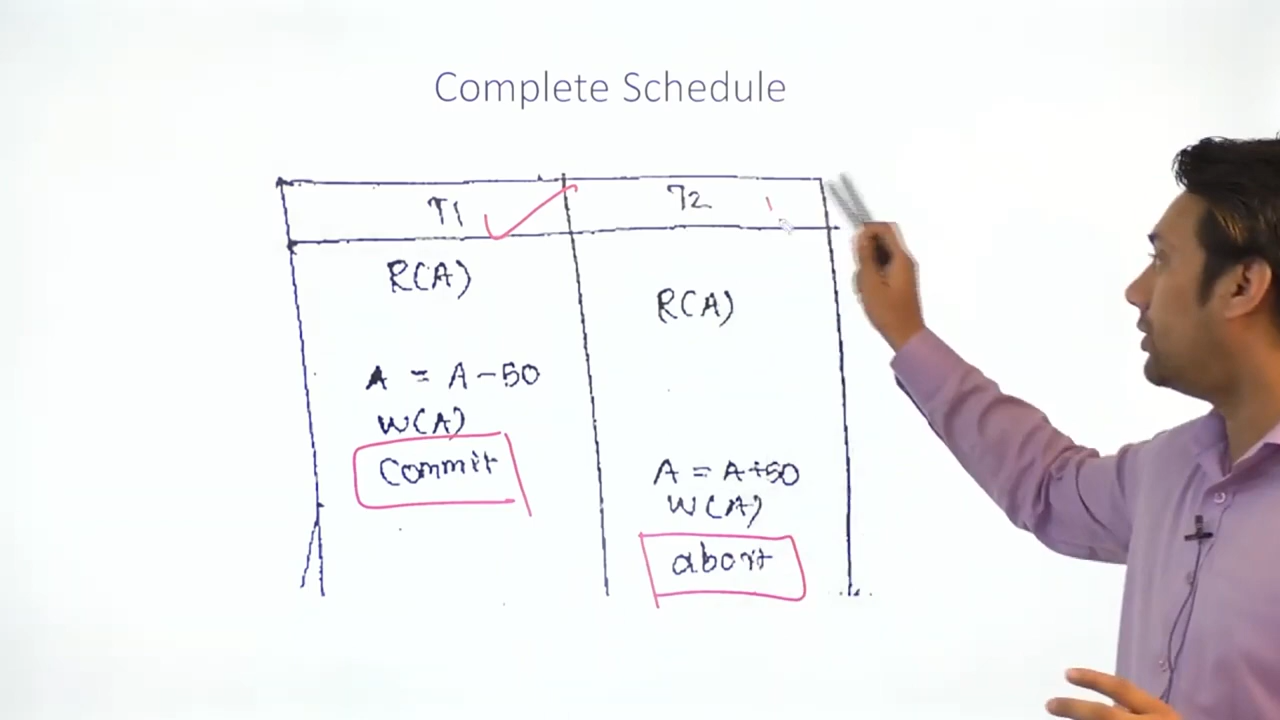 Complete Schedule
T1 T2
R(A)
R(A)
A = A-50
W(A)
Commit
A = A+50
W(A)
abort